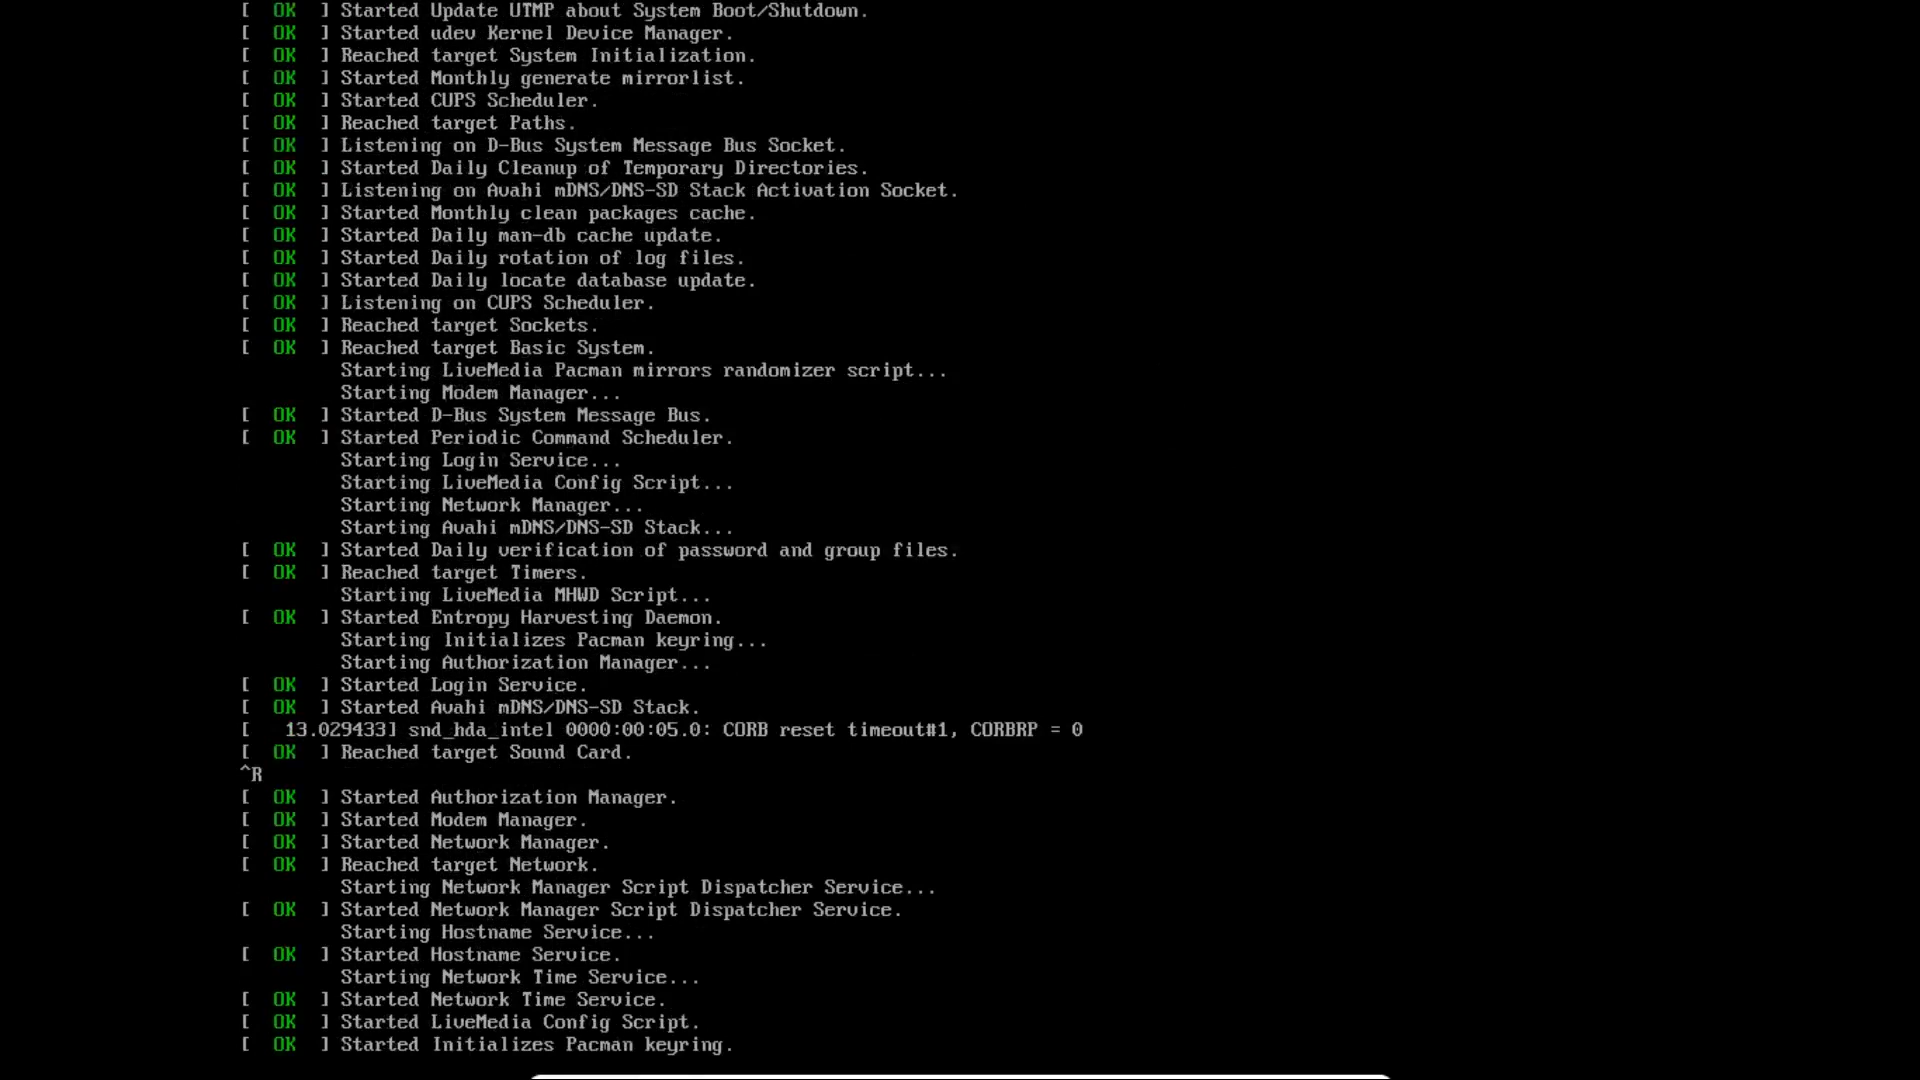 [  OK  ] Started Update UTMP about System Boot/Shutdown.
[  OK  ] Started udev Kernel Device Manager.
[  OK  ] Reached target System Initialization.
[  OK  ] Started Monthly generate mirrorlist.
[  OK  ] Started CUPS Scheduler.
[  OK  ] Reached target Paths.
[  OK  ] Listening on D-Bus System Message Bus Socket.
[  OK  ] Started Daily Cleanup of Temporary Directories.
[  OK  ] Listening on Avahi mDNS/DNS-SD Stack Activation Socket.
[  OK  ] Started Monthly clean packages cache.
[  OK  ] Started Daily man-db cache update.
[  OK  ] Started Daily rotation of log files.
[  OK  ] Started Daily locate database update.
[  OK  ] Listening on CUPS Scheduler.
[  OK  ] Reached target Sockets.
[  OK  ] Reached target Basic System.
Starting LiveMedia Pacman mirrors randomizer script...
Starting Modem Manager...
[  OK  ] Started D-Bus System Message Bus.
[  OK  ] Started Periodic Command Scheduler.
Starting Login Service...
Starting LiveMedia Config Script...
Starting Network Manager...
Starting Avahi mDNS/DNS-SD Stack...
[  OK  ] Started Daily verification of password and group files.
[  OK  ] Reached target Timers.
Starting LiveMedia MHWD Script...
[  OK  ] Started Entropy Harvesting Daemon.
Starting Initializes Pacman keyring...
Starting Authorization Manager...
[  OK  ] Started Login Service.
[  OK  ] Started Avahi mDNS/DNS-SD Stack.
[   13.029433] snd_hda_intel 0000:00:05.0: CORB reset timeout#1, CORBRP = 0
[  OK  ] Reached target Sound Card.
^R
[  OK  ] Started Authorization Manager.
[  OK  ] Started Modem Manager.
[  OK  ] Started Network Manager.
[  OK  ] Reached target Network.
Starting Network Manager Script Dispatcher Service...
[  OK  ] Started Network Manager Script Dispatcher Service.
Starting Hostname Service...
[  OK  ] Started Hostname Service.
Starting Network Time Service...
[  OK  ] Started Network Time Service.
[  OK  ] Started LiveMedia Config Script.
[  OK  ] Started Initializes Pacman keyring.